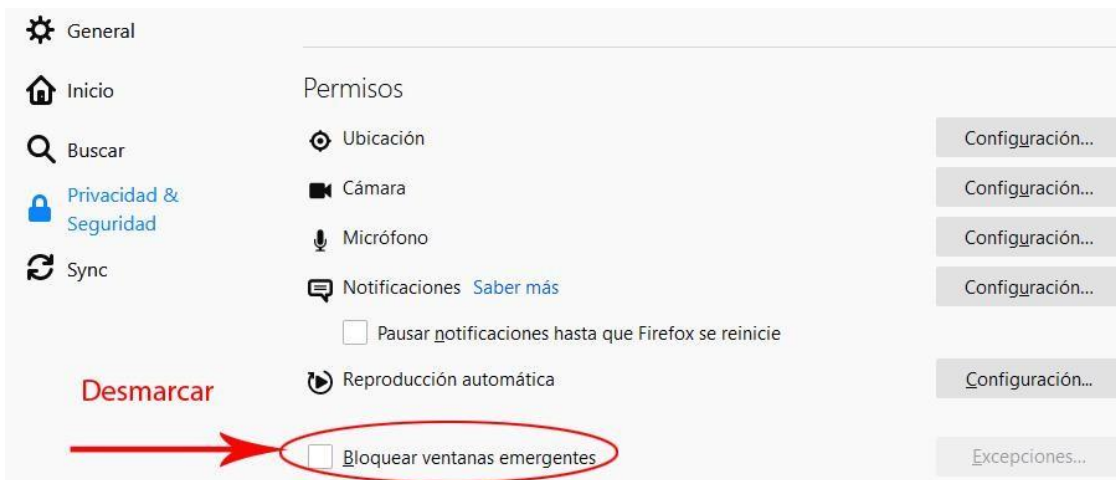 General
Inicio
Buscar
Privacidad &
Seguridad
Sync
Permisos
Ubicación
Configuración...
Cámara
Configuración...
Micrófono
Configuración...
Notificaciones Saber más
Configuración...
Pausar notificaciones hasta que Firefox se reinicie
Reproducción automática
Configuración...
Desmarcar
Bloquear ventanas emergentes
Excepciones...